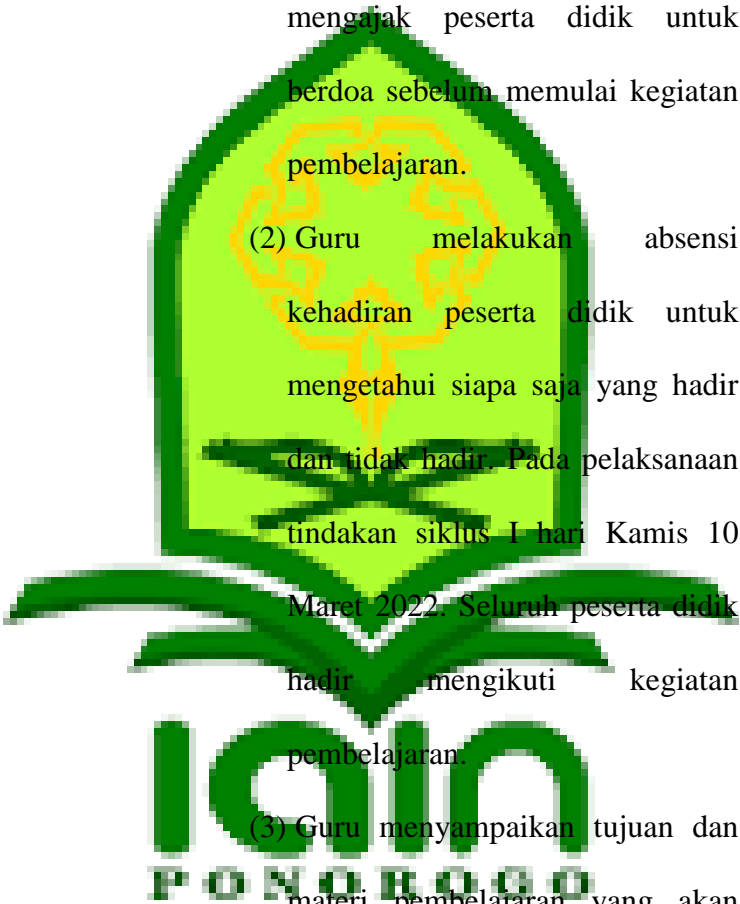 mengajak peserta didik untuk
berdoa sebelum memulai kegiatan
pembelajaran.
(2) Guru melakukan absensi
kehadiran peserta didik untuk
mengetahui siapa saja yang hadir
dan tidak hadir. Pada pelaksanaan
tindakan siklus I hari Kamis 10
Maret 2022. Seluruh peserta didik
hadir mengikuti kegiatan
pembelajaran.
(3) Guru menyampaikan tujuan dan
materi pembelajaran yang akan
iain
PONOROGO